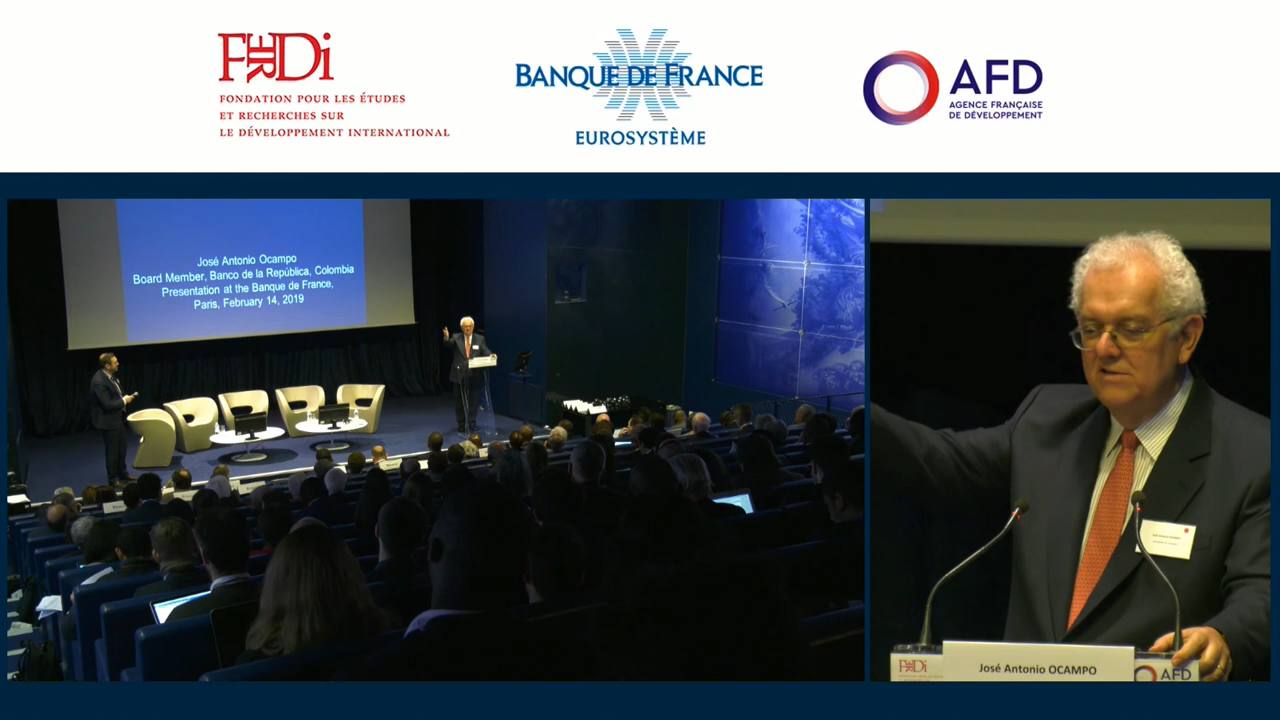 FERDi
FONDATION POUR LES ÉTUDES
ET RECHERCHES SUR
LE DÉVELOPPEMENT INTERNATIONAL
BANQUE DE FRANCE
EUROSYSTÈME
AFD
AGENCE FRANÇAISE
DE DÉVELOPPEMENT
José Antonio Ocampo
Board Member, Banco de la República, Colombia
Presentation at the Banque de France,
Paris, February 14, 2019
José Antonio OCAMPO
FERDi
AFD